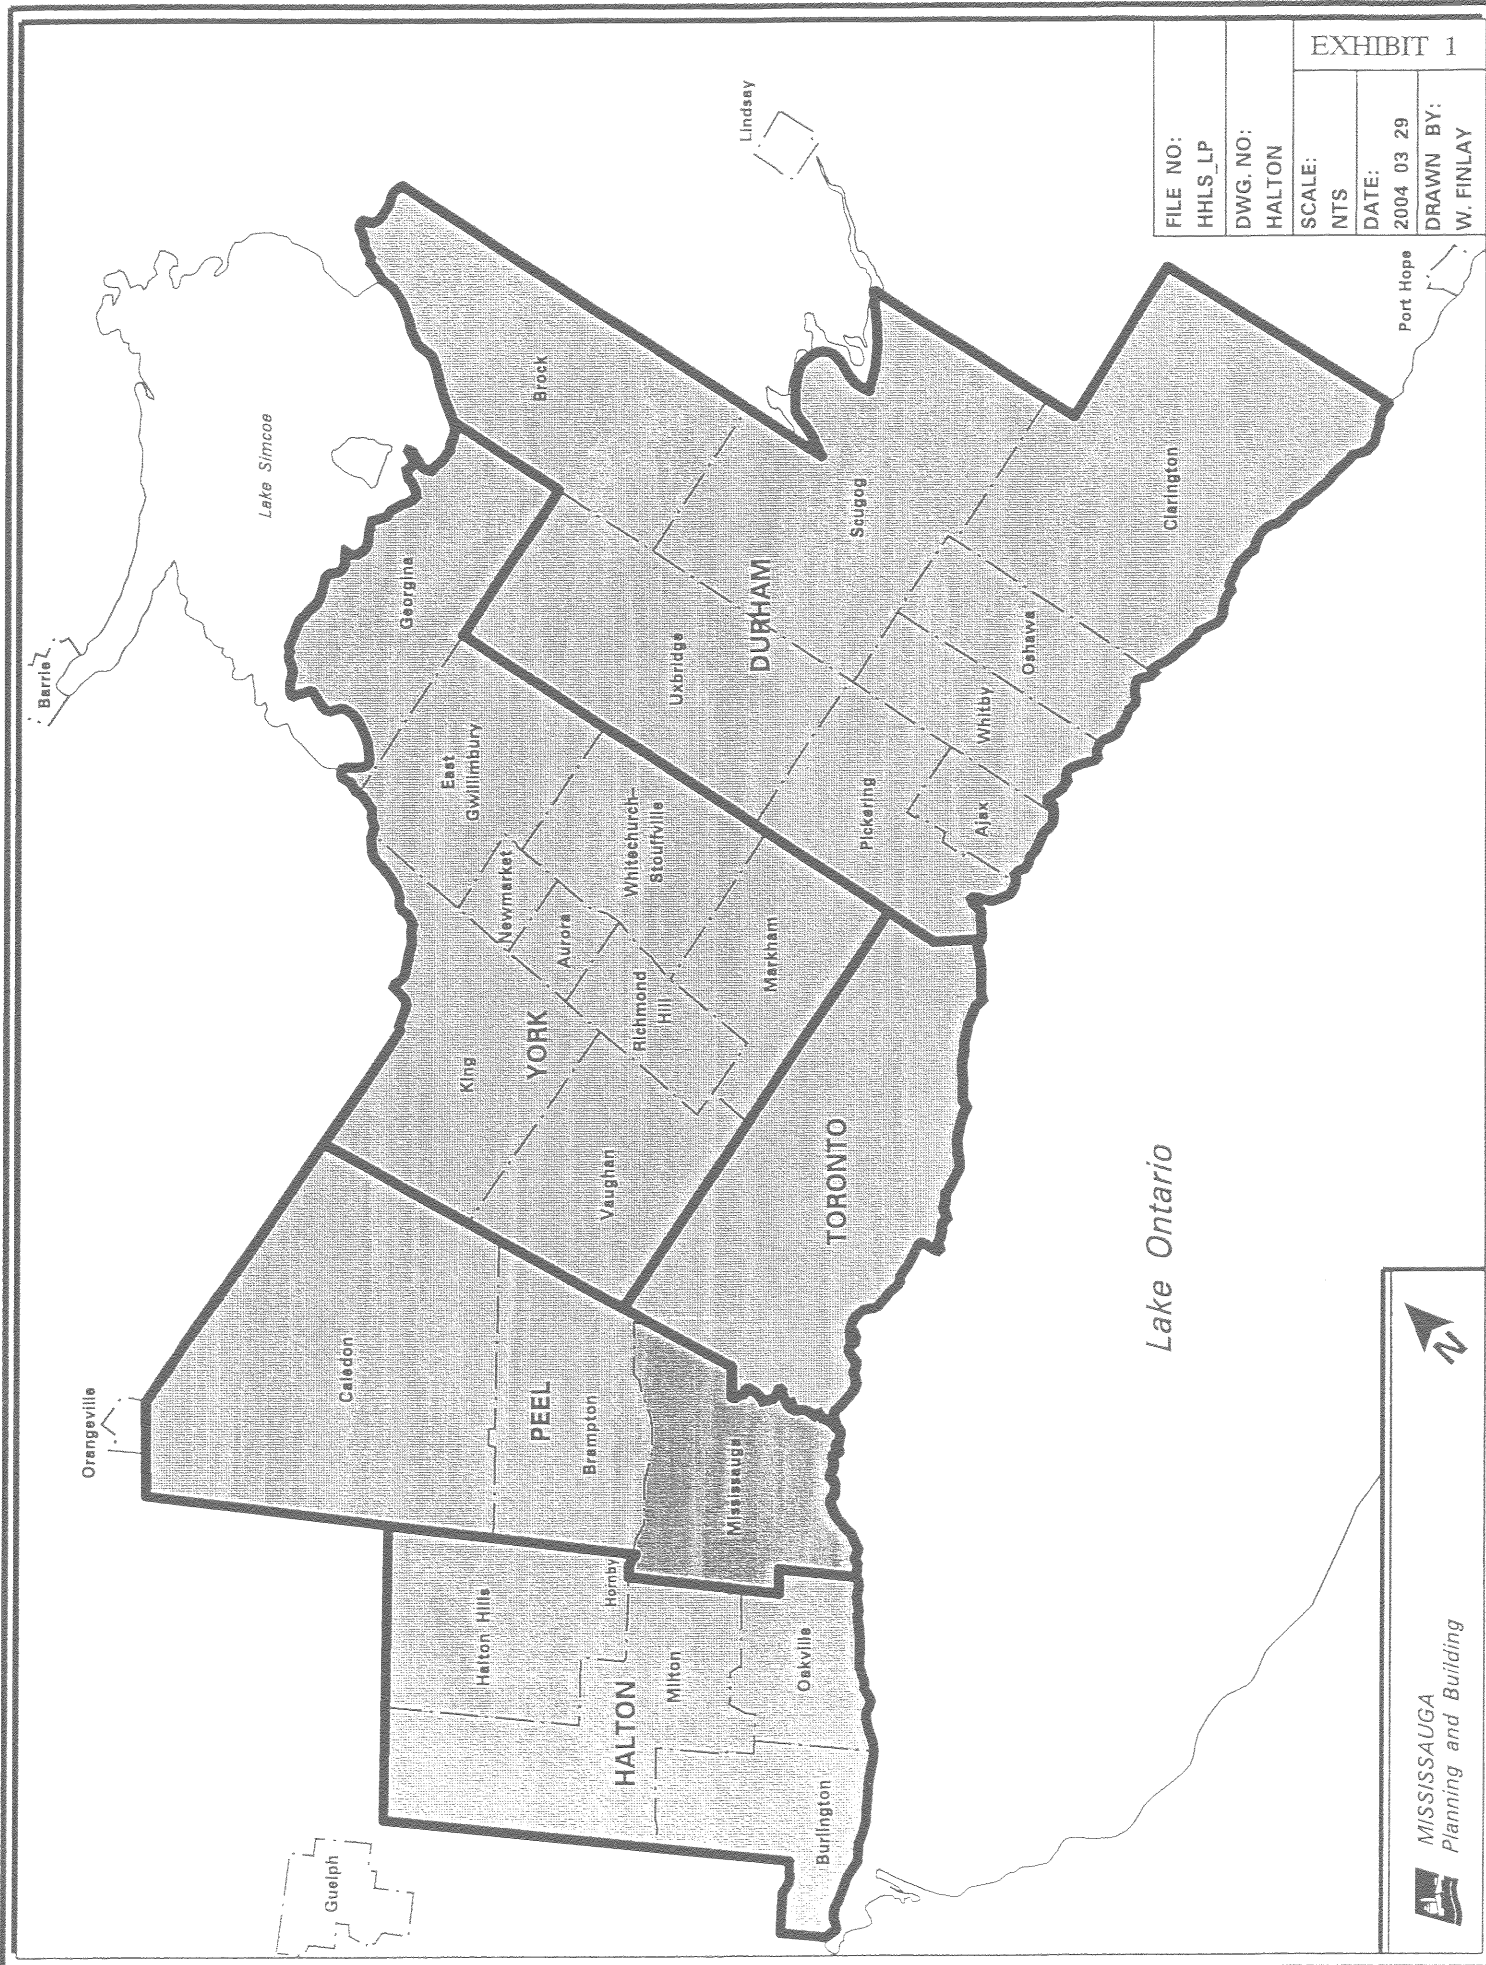 Barrie
Lake Simcoe
Lindsay
Orangeville
Guelph
Port Hope
Brock
Georgina
East
Gwillimbury
Uxbridge
Scugog
DURHAM
Clarington
Oshawa
Whitby
Ajax
Pickering
Newmarket
Whitechurch-
Stouffville
Aurora
King
YORK
Richmond
Hill
Markham
Vaughan
TORONTO
Caledon
PEEL
Brampton
Mississauga
Halton Hills
Hornby
HALTON
Milton
Oakville
Burlington
Lake Ontario
FILE NO:
HHLS_LP
DWG. NO:
HALTON
SCALE:
NTS
DATE:
2004 03 29
DRAWN BY:
W. FINLAY
EXHIBIT 1
MISSISSAUGA
Planning and Building
N